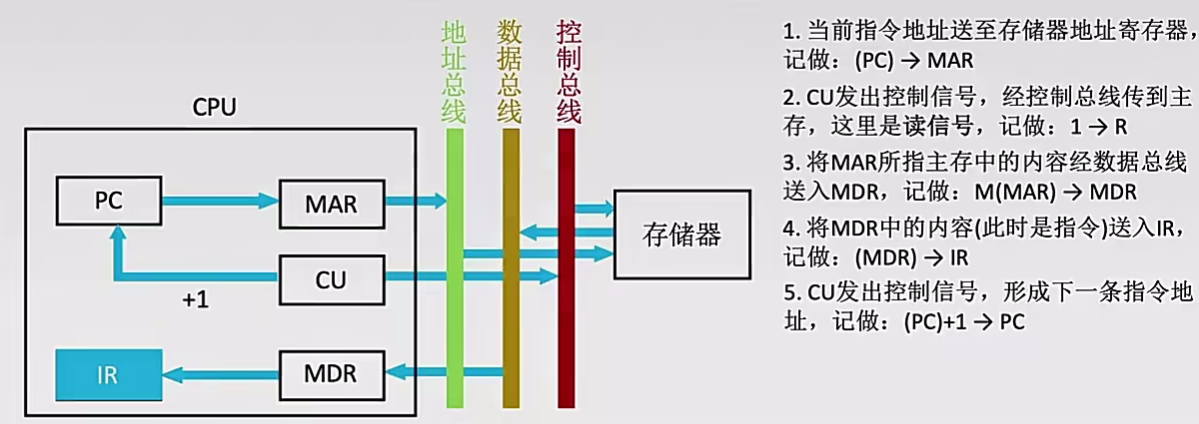 地址总线
数据总线
控制总线
CPU
PC
MAR
CU
+1
IR
MDR
存储器
1. 当前指令地址送至存储器地址寄存器，
记做：(PC) → MAR
2. CU发出控制信号，经控制总线传到主
存，这里是读信号，记做：1 → R
3. 将MAR所指主存中的内容经数据总线
送入MDR，记做：M(MAR) → MDR
4. 将MDR中的内容(此时是指令)送入IR，
记做：(MDR) → IR
5. CU发出控制信号，形成下一条指令地
址，记做：(PC)+1 → PC